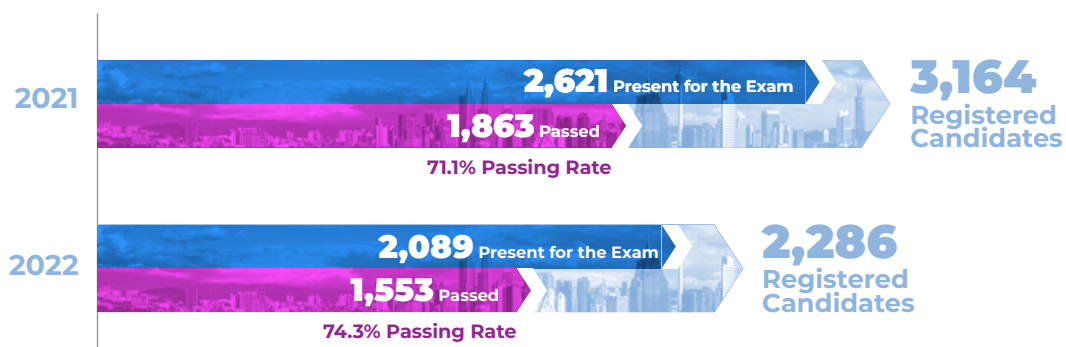 2021
2,621 Present for the Exam
1,863 Passed
71.1% Passing Rate
3,164
Registered
Candidates
2022
2,089 Present for the Exam
1,553 Passed
74.3% Passing Rate
2,286
Registered
Candidates